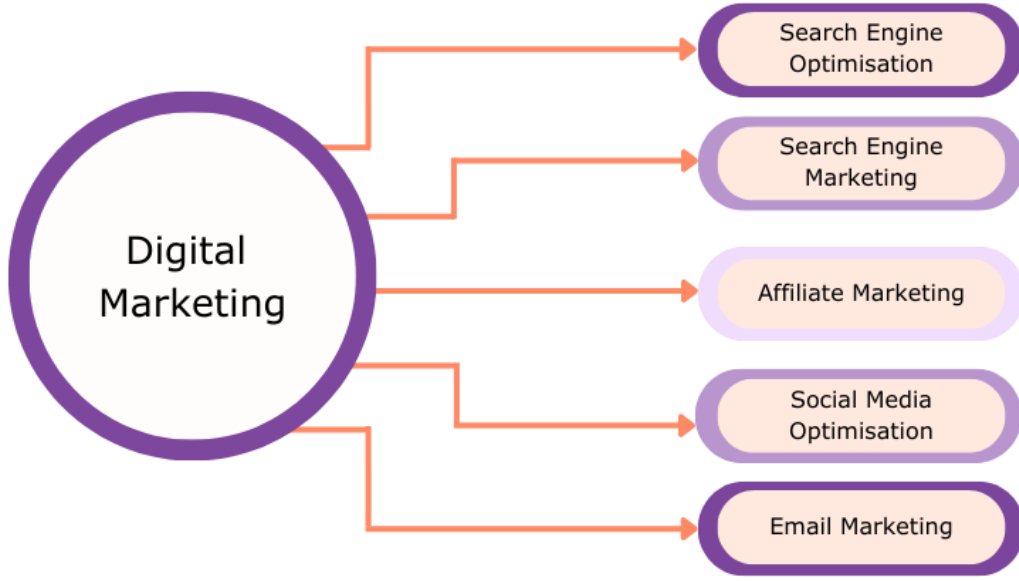 Digital
Marketing
Search Engine
Optimisation
Search Engine
Marketing
Affiliate Marketing
Social Media
Optimisation
Email Marketing